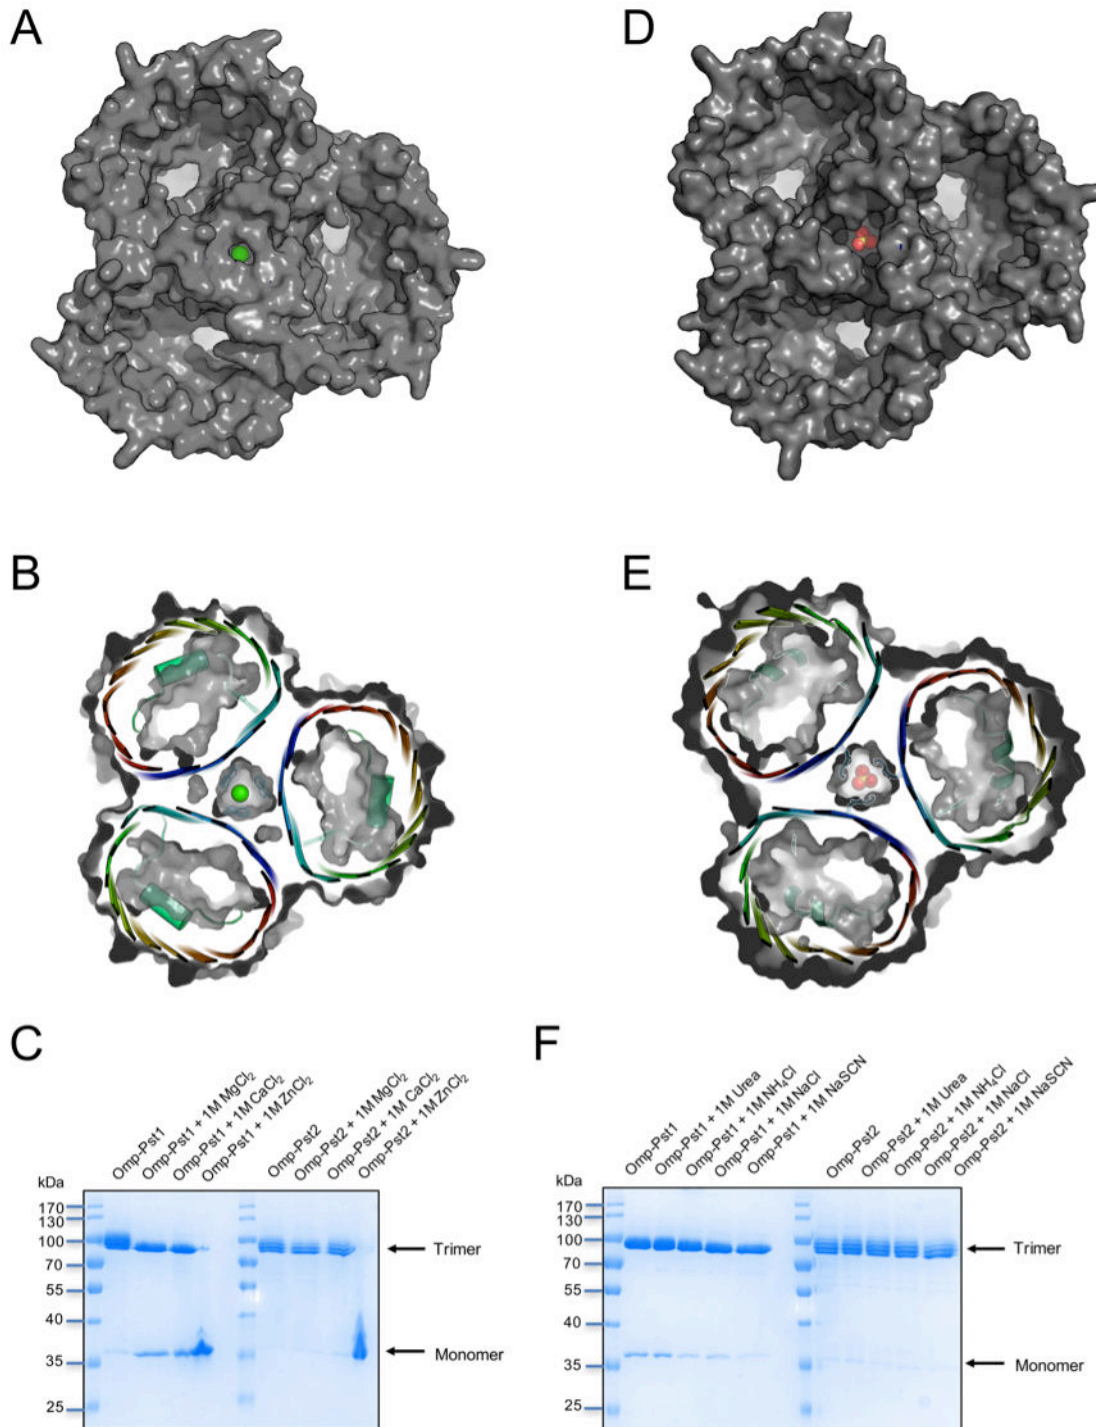 A
D
B
E
C
Omp-Pst1
Omp-Pst1 + 1M MgCl₂
Omp-Pst1 + 1M CaCl₂
Omp-Pst1 + 1M ZnCl₂
Omp-Pst2
Omp-Pst2 + 1M MgCl₂
Omp-Pst2 + 1M CaCl₂
Omp-Pst2 + 1M ZnCl₂
kDa
170
130
100
70
55
40
35
25
Trimer
Monomer
F
Omp-Pst1
Omp-Pst1 + 1M Urea
Omp-Pst1 + 1M NH₄Cl
Omp-Pst1 + 1M NaCl
Omp-Pst1 + 1M NaSCN
Omp-Pst2
Omp-Pst2 + 1M Urea
Omp-Pst2 + 1M NH₄Cl
Omp-Pst2 + 1M NaCl
Omp-Pst2 + 1M NaSCN
kDa
170
130
100
70
55
40
35
25
Trimer
Monomer